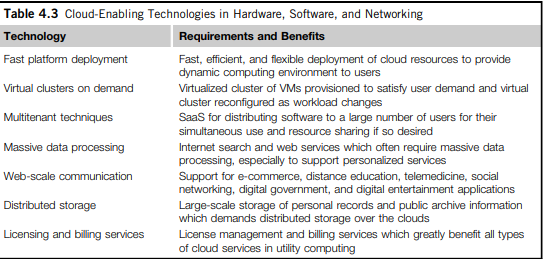 Table 4.3 Cloud-Enabling Technologies in Hardware, Software, and Networking
Technology Requirements and Benefits
Fast platform deployment Fast, efficient, and flexible deployment of cloud resources to provide
dynamic computing environment to users
Virtual clusters on demand Virtualized cluster of VMs provisioned to satisfy user demand and virtual
cluster reconfigured as workload changes
Multitenant techniques SaaS for distributing software to a large number of users for their
simultaneous use and resource sharing if so desired
Massive data processing Internet search and web services which often require massive data
processing, especially to support personalized services
Web-scale communication Support for e-commerce, distance education, telemedicine, social
networking, digital government, and digital entertainment applications
Distributed storage Large-scale storage of personal records and public archive information
which demands distributed storage over the clouds
Licensing and billing services License management and billing services which greatly benefit all types
of cloud services in utility computing